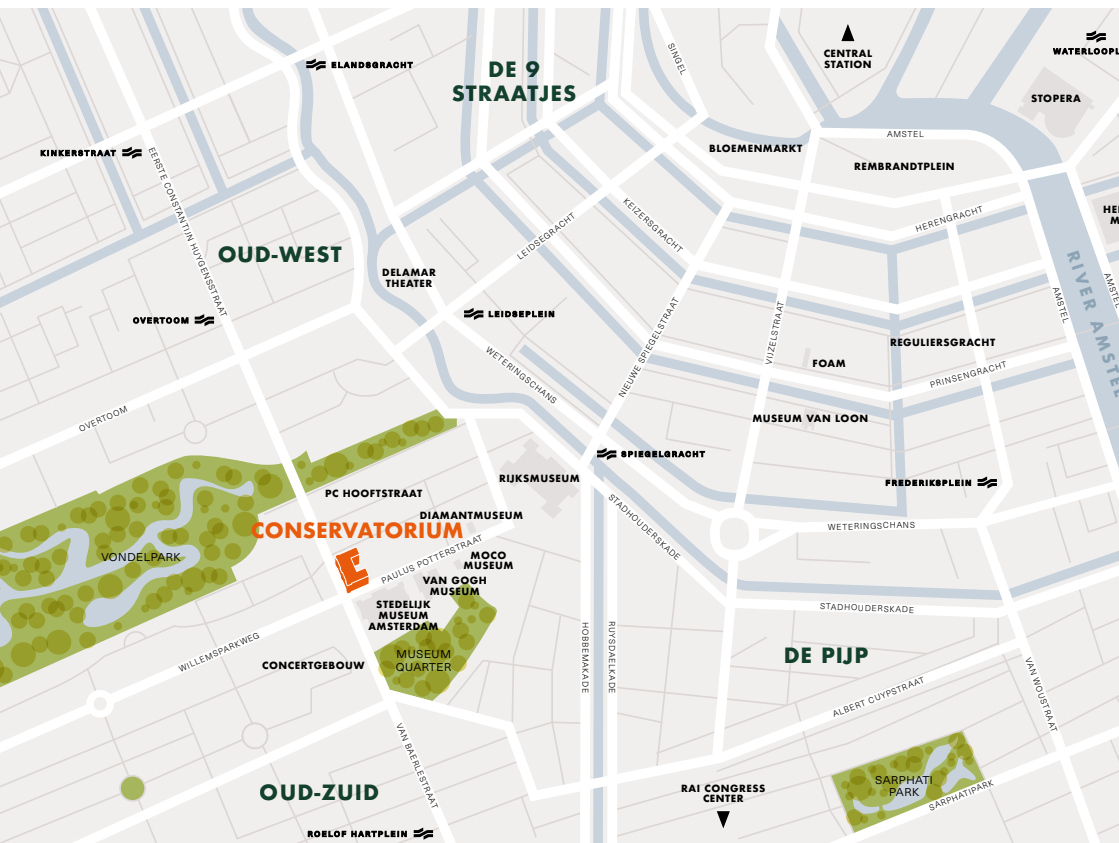 CENTRAL
STATION
WATERLOOPL
ELANDSGRACHT
DE 9
STRAATJES
SINGEL
STOPERA
KINKERSTRAAT
EERSTE CONSTANTIJN HUYGENSSTRAAT
BLOEMENMARKT
AMSTEL
REMBRANDTPLEIN
HE
M
OUD-WEST
LEIDSEGRACHT
KEIZERSGRACHT
HERENGRACHT
DELAMAR
THEATER
RIVER AMSTEL
AMSTEL
AMSTEL
OVERTOOM
LEIDSEPLEIN
NIEUWE SPIEGELSTRAAT
VIJZELSTRAAT
REGULIERSGRACHT
FOAM
WETERINGSCHANS
PRINSENGRACHT
OVERTOOM
MUSEUM VAN LOON
SPIEGELGRACHT
RIJKSMUSEUM
FREDERIKSPLEIN
PC HOOFTSTRAAT
DIAMANTMUSEUM
CONSERVATORIUM
STADHOUDERSKADE
WETERINGSCHANS
VONDELPARK
PAULUS POTTERSTRAAT
MOCO
MUSEUM
VAN GOGH
MUSEUM
STEDELIJK
MUSEUM
AMSTERDAM
STADHOUDERSKADE
WILLEMSPARKWEG
CONCERTGEBOUW
MUSEUM
QUARTER
HOBBEMAKADE
RUYSDAELKADE
DE PIJP
ALBERT CUYPSTRAAT
VAN WOUSTRAAT
VAN BAERLESTRAAT
OUD-ZUID
RAI CONGRESS
CENTER
SARPHATI
PARK
SARPHATIPARK
ROELOF HARTPLEIN